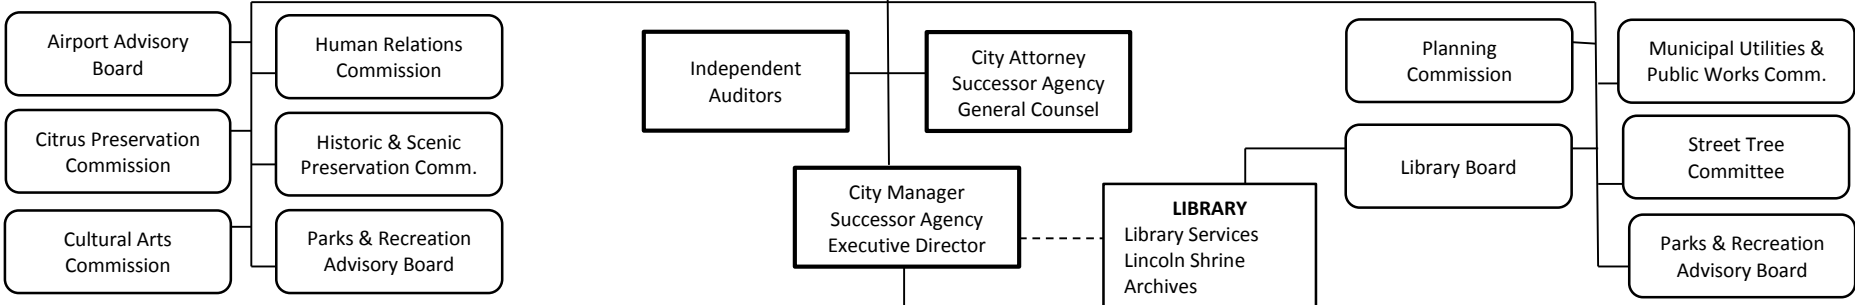 Airport Advisory
Board
Human Relations
Commission
Citrus Preservation
Commission
Historic & Scenic
Preservation Comm.
Cultural Arts
Commission
Parks & Recreation
Advisory Board
Independent
Auditors
City Attorney
Successor Agency
General Counsel
City Manager
Successor Agency
Executive Director
LIBRARY
Library Services
Lincoln Shrine
Archives
Planning
Commission
Library Board
Municipal Utilities &
Public Works Comm.
Street Tree
Committee
Parks & Recreation
Advisory Board